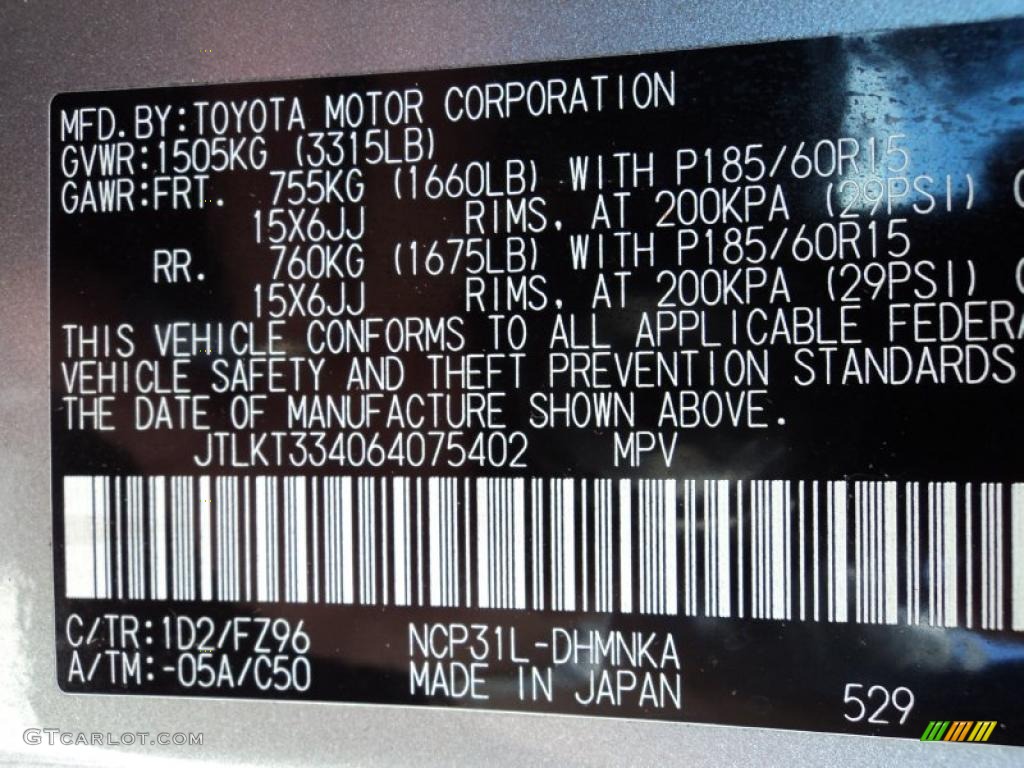 MFD. BY: TOYOTA MOTOR CORPORATION
GVWR: 1505KG (3315LB)
GAWR: FRT. 755KG (1660LB) WITH P185/60R15
15X6JJ RIMS, AT 200KPA (29PSI) (
RR. 760KG (1675LB) WITH P185/60R15
15X6JJ RIMS, AT 200KPA (29PSI) (
THIS VEHICLE CONFORMS TO ALL APPLICABLE FEDERA
VEHICLE SAFETY AND THEFT PREVENTION STANDARDS
THE DATE OF MANUFACTURE SHOWN ABOVE.
JTLKT334064075402 MPV
C/TR: 1D2/FZ96 NCP31L-DHMNKA
A/TM: -05A/C50 MADE IN JAPAN
529
GTcarlot.com